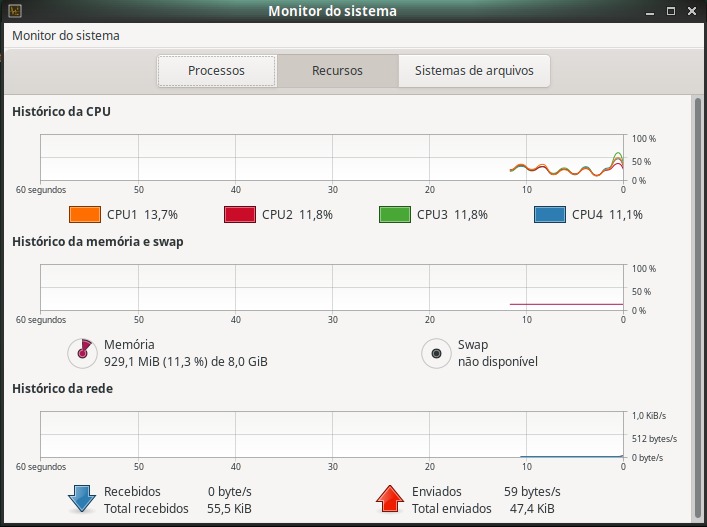 Monitor do sistema
Monitor do sistema
Processos Recursos Sistemas de arquivos
Histórico da CPU
100 %
50 %
0 %
60 segundos 50 40 30 20 10 0
CPU1 13,7% CPU2 11,8% CPU3 11,8% CPU4 11,1%
Histórico da memória e swap
100 %
50 %
0 %
60 segundos 50 40 30 20 10 0
Memória Swap
929,1 MiB (11,3 %) de 8,0 GiB não disponível
Histórico da rede
1,0 KiB/s
512 bytes/s
0 byte/s
60 segundos 50 40 30 20 10 0
Recebidos 0 byte/s Enviados 59 bytes/s
Total recebidos 55,5 KiB Total enviados 47,4 KiB